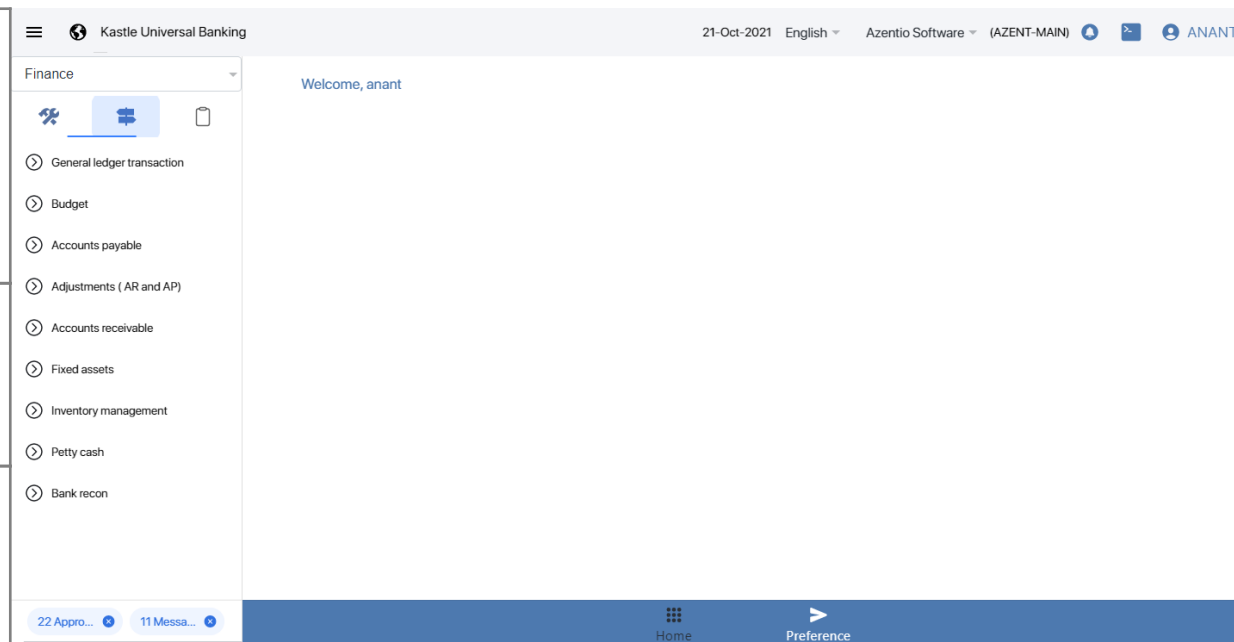 Kastle Universal Banking
21-Oct-2021 English Azentio Software (AZENT-MAIN) ANANT
Finance
Welcome, anant
General ledger transaction
Budget
Accounts payable
Adjustments ( AR and AP)
Accounts receivable
Fixed assets
Inventory management
Petty cash
Bank recon
22 Appro... 11 Messa...
Home Preference